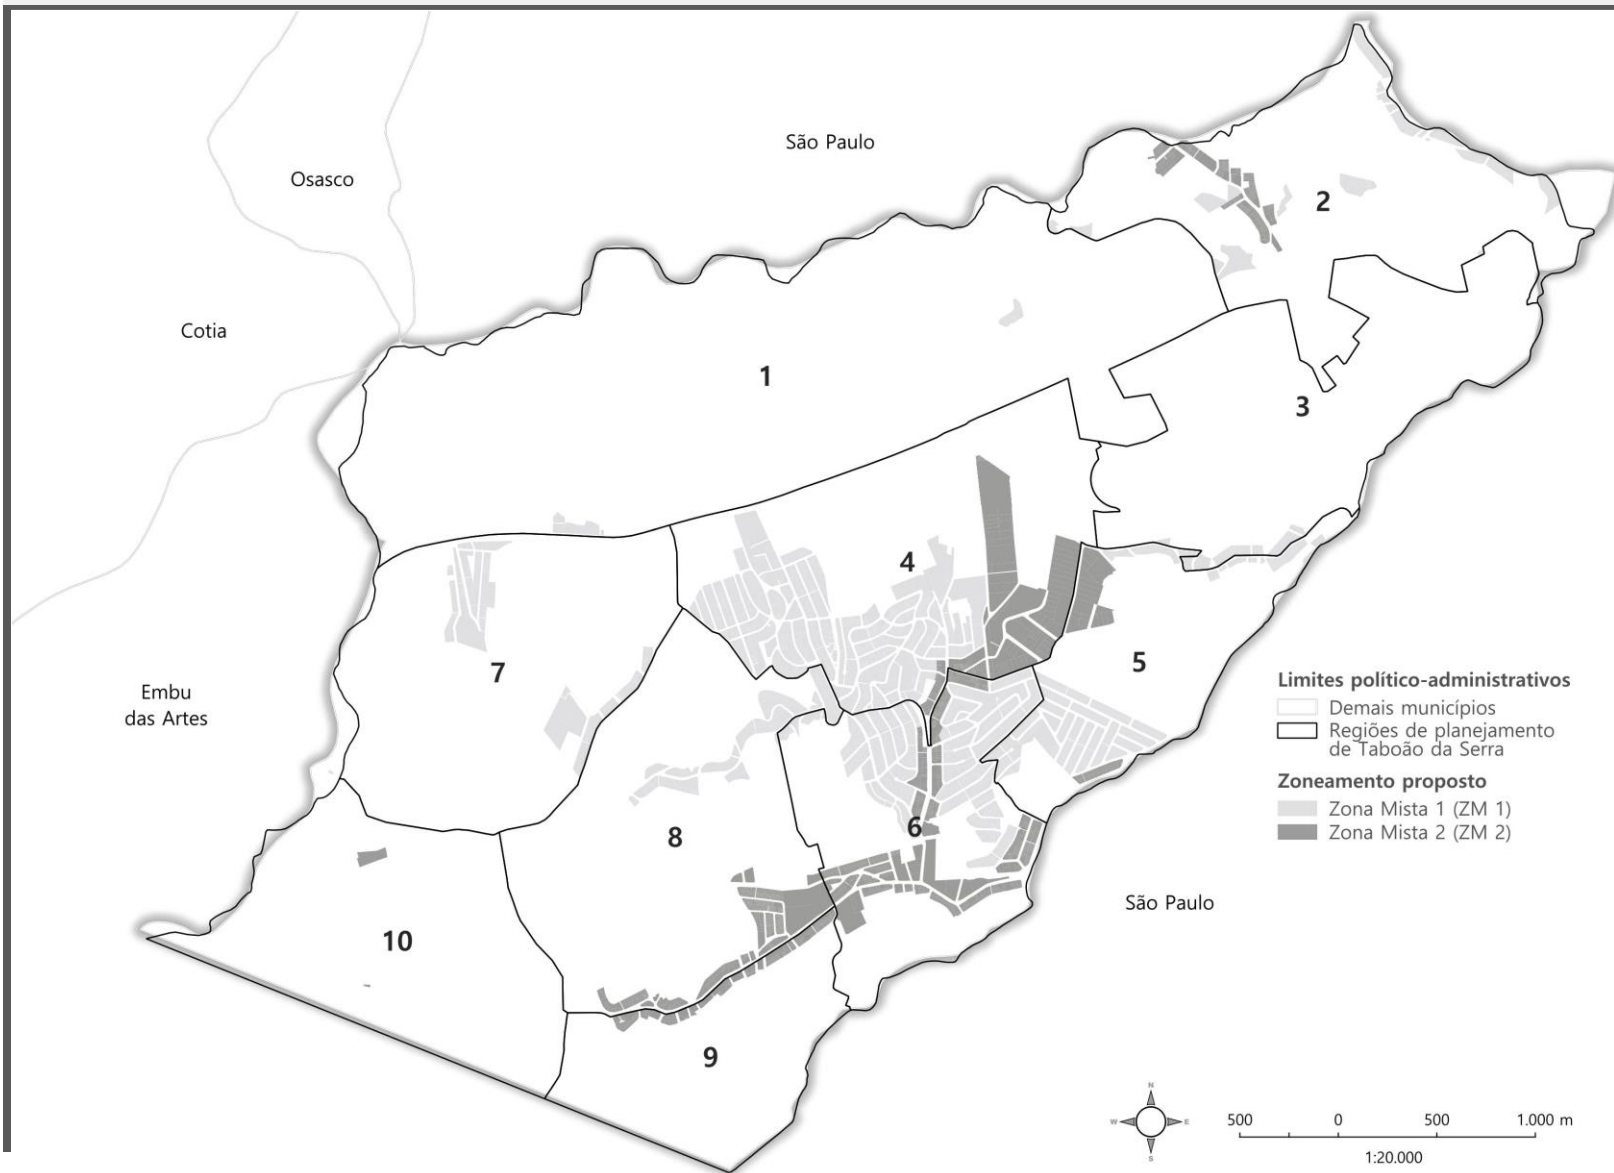 São Paulo
Osasco
2
Cotia
1
3
4
7
5
Embu
das Artes
8
6
10
9
São Paulo
Limites político-administrativos
Demais municípios
Regiões de planejamento
de Taboão da Serra
Zoneamento proposto
Zona Mista 1 (ZM 1)
Zona Mista 2 (ZM 2)
N
W
E
S
500
0
500
1.000 m
1:20.000